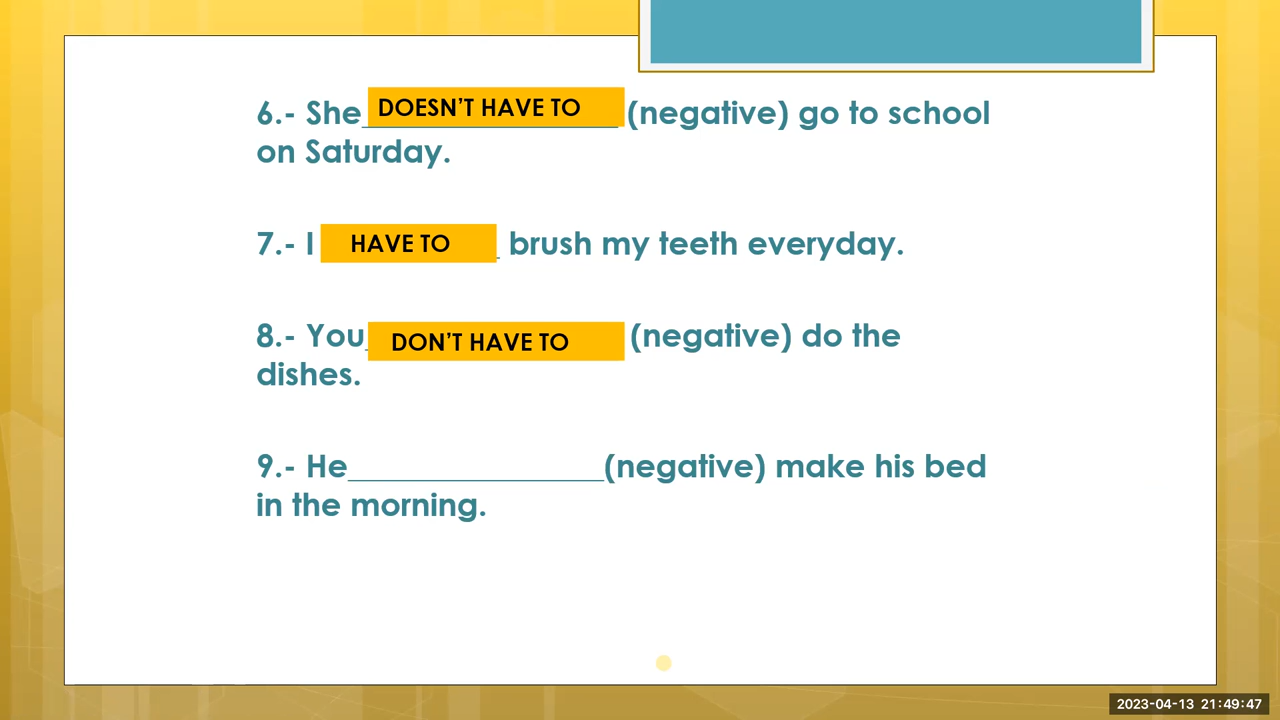 6.- She DOESN'T HAVE TO (negative) go to school
on Saturday.
7.- I HAVE TO _ brush my teeth everyday.
8.- You_ DON'T HAVE TO (negative) do the
dishes.
9.- He________________(negative) make his bed
in the morning.
2023-04-13 21:49:47